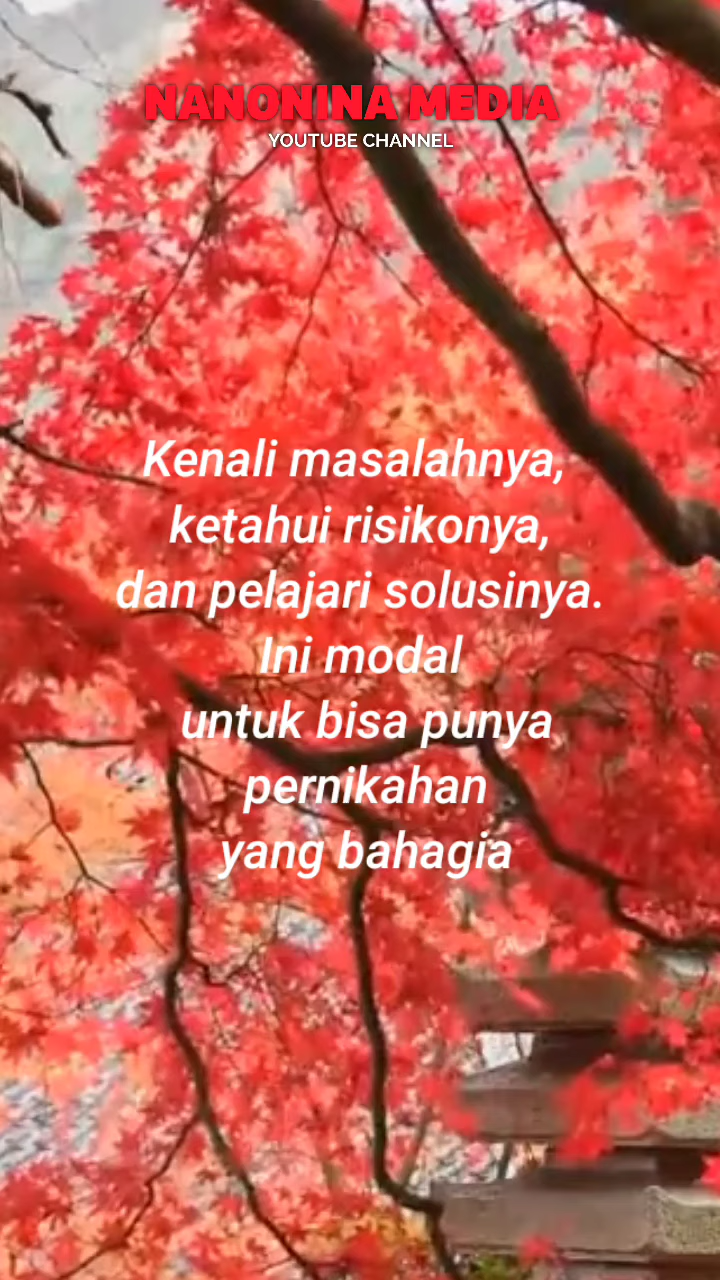 NANONINA MEDIA
YOUTUBE CHANNEL
Kenali masalahnya,
ketahui risikonya,
dan pelajari solusinya.
Ini modal
untuk bisa punya
pernikahan
yang bahagia